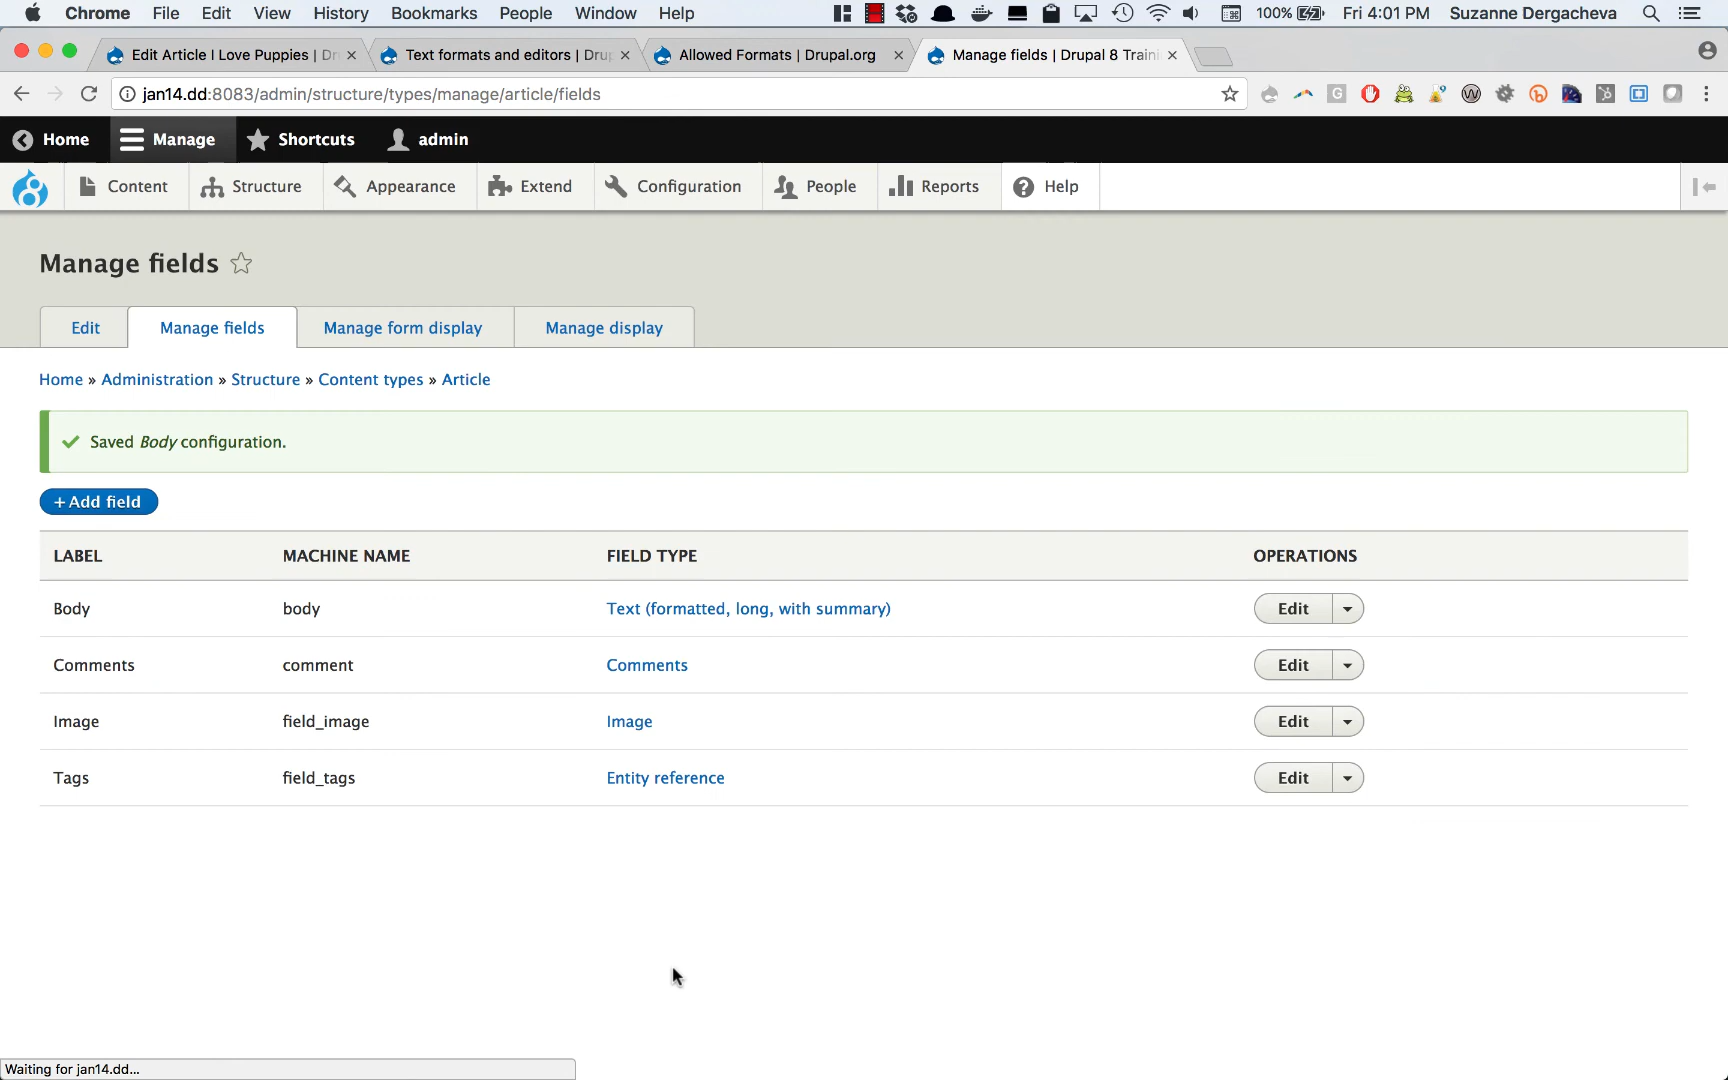 Chrome File Edit View History Bookmarks People Window Help 100% Fri 4:01 PM Suzanne Dergacheva
Edit Article I Love Puppies | Dr Text formats and editors | Dru Allowed Formats | Drupal.org Manage fields | Drupal 8 Traini
jan14.dd:8083/admin/structure/types/manage/article/fields
Home Manage Shortcuts admin
Content Structure Appearance Extend Configuration People Reports Help
Manage fields
Edit Manage fields Manage form display Manage display
Home » Administration » Structure » Content types » Article
Saved Body configuration.
+ Add field
LABEL MACHINE NAME FIELD TYPE OPERATIONS
Body body Text (formatted, long, with summary) Edit
Comments comment Comments Edit
Image field_image Image Edit
Tags field_tags Entity reference Edit
Waiting for jan14.dd...